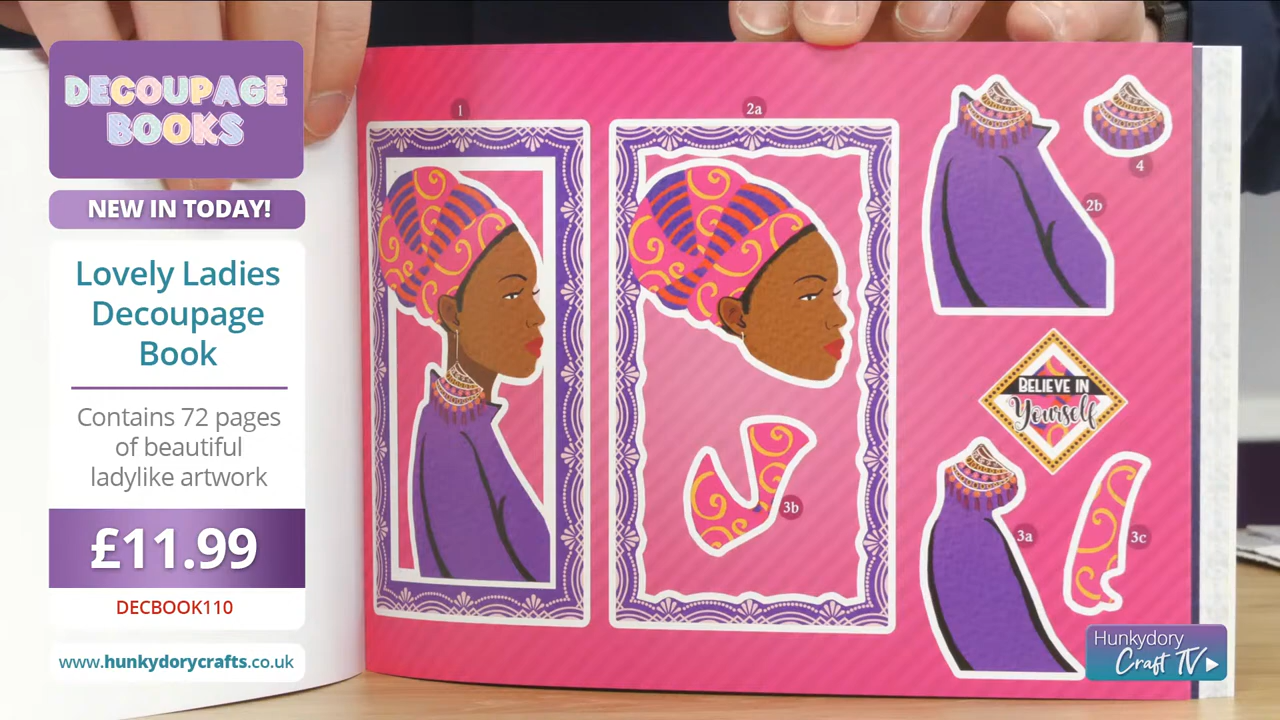 DECOUPAGE
BOOKS
NEW IN TODAY!
Lovely Ladies
Decoupage
Book
Contains 72 pages
of beautiful
ladylike artwork
£11.99
DECBOOK110
www.hunkydorycrafts.co.uk
1
2a
4
2b
BELIEVE IN
Yourself
3b
3a
3c
Hunkydory
Craft TV